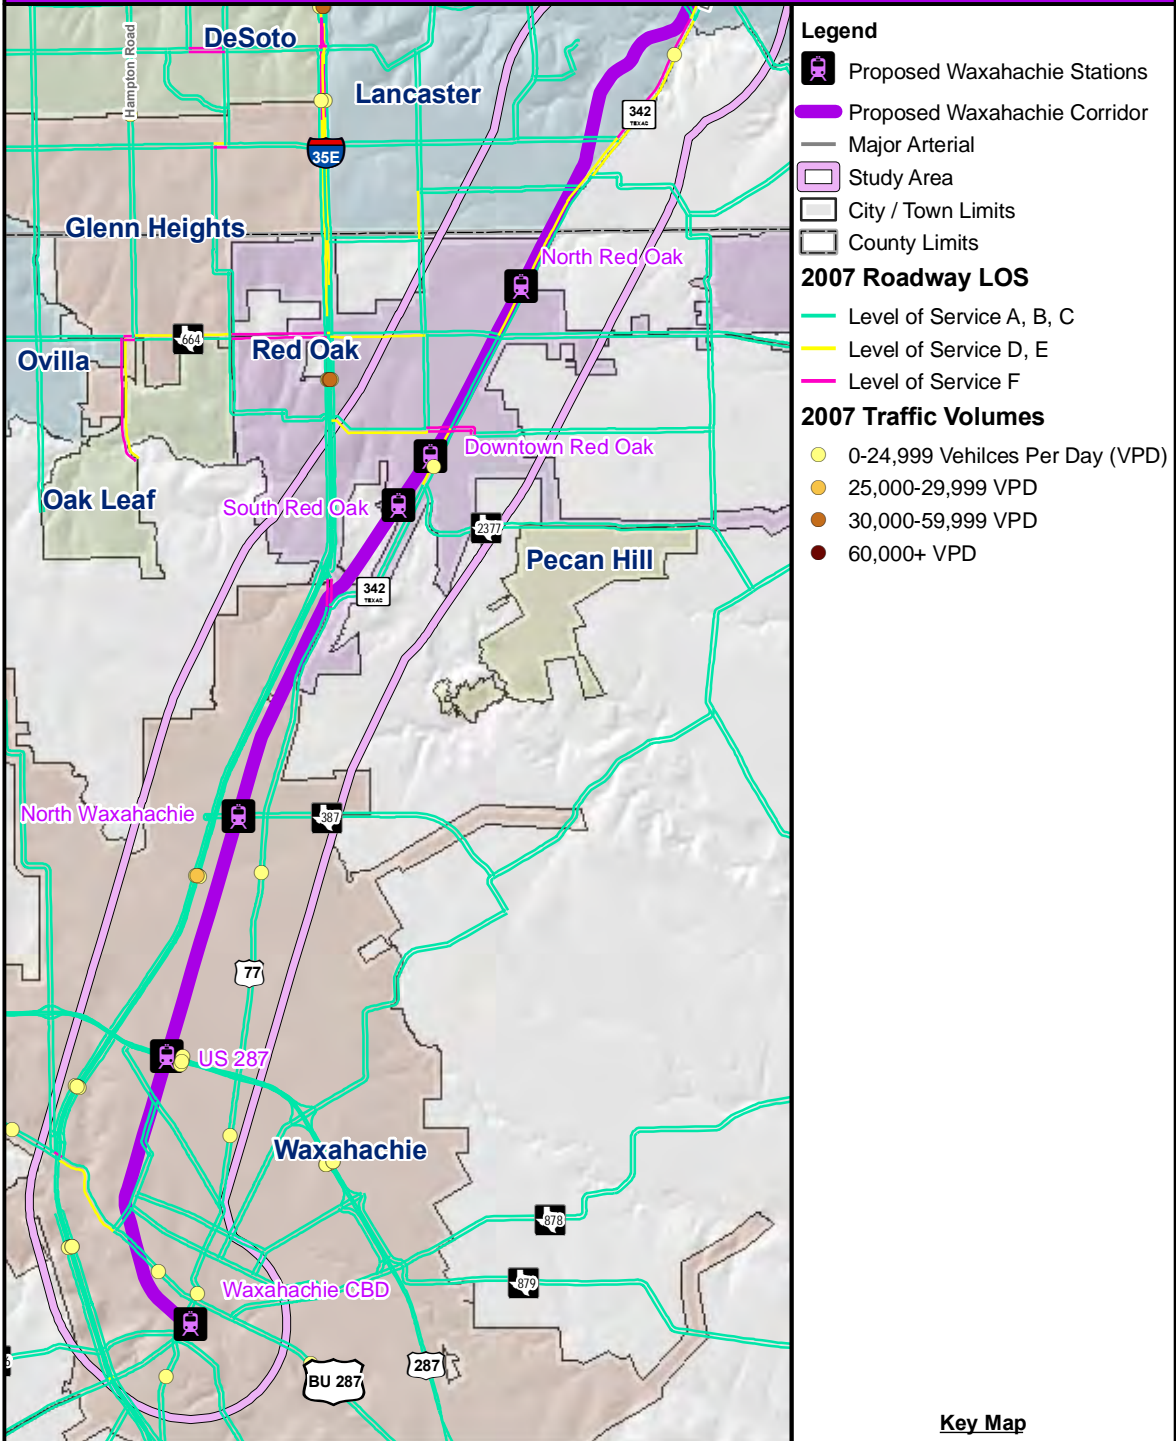 DeSoto
Hampton Road
Lancaster
342
TEXAS
35E
Glenn Heights
North Red Oak
664
Red Oak
Ovilla
Downtown Red Oak
Oak Leaf
South Red Oak
2377
Pecan Hill
342
TEXAS
North Waxahachie
387
77
US 287
Waxahachie
878
879
Waxahachie CBD
287
BU 287
Legend
Proposed Waxahachie Stations
Proposed Waxahachie Corridor
Major Arterial
Study Area
City / Town Limits
County Limits
2007 Roadway LOS
Level of Service A, B, C
Level of Service D, E
Level of Service F
2007 Traffic Volumes
0-24,999 Vehilces Per Day (VPD)
25,000-29,999 VPD
30,000-59,999 VPD
60,000+ VPD
Key Map